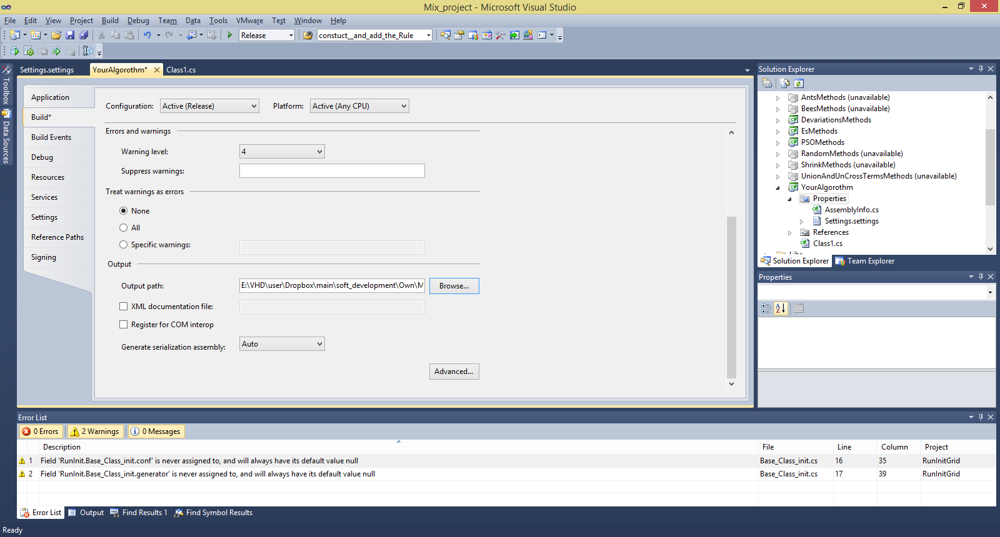 Mix_project - Microsoft Visual Studio
File Edit View Project Build Debug Team Data Tools VMware Test Window Help
Release constuct__and_add_the_Rule
Toolbox
Data Sources
Settings.settings YourAlgorothm* Class1.cs
Application
Build*
Build Events
Debug
Resources
Services
Settings
Reference Paths
Signing
Configuration: Active (Release) Platform: Active (Any CPU)
Errors and warnings
Warning level: 4
Suppress warnings:
Treat warnings as errors
None
All
Specific warnings:
Output
Output path: E:\VHD\user\Dropbox\main\soft_development\Own\M Browse...
XML documentation file:
Register for COM interop
Generate serialization assembly: Auto
Advanced...
Solution Explorer
AntsMethods (unavailable)
BeesMethods (unavailable)
DevariationsMethods
EsMethods
PSOMethods
RandomMethods (unavailable)
ShrinkMethods (unavailable)
UnionAndUnCrossTermsMethods (unavailable)
YourAlgorothm
Properties
AssemblyInfo.cs
Settings.settings
References
Class1.cs
Solution Explorer Team Explorer
Properties
Error List
0 Errors 2 Warnings 0 Messages
Description File Line Column Project
1 Field 'RunInit.Base_Class_init.conf' is never assigned to, and will always have its default value null Base_Class_init.cs 16 35 RunInitGrid
2 Field 'RunInit.Base_Class_init.generator' is never assigned to, and will always have its default value null Base_Class_init.cs 17 39 RunInitGrid
Error List Output Find Results 1 Find Symbol Results
Ready